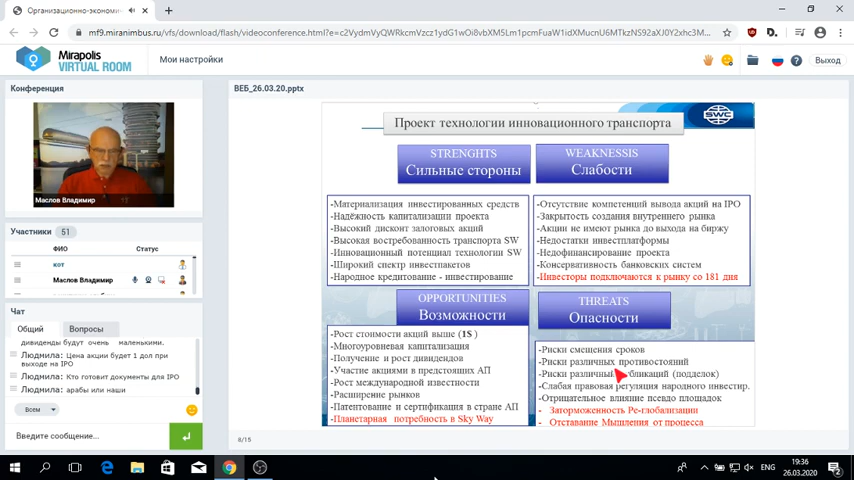 Организационно-эконом-
mf9.miranimbus.ru/vfs/download/flash/videoconference.html?
Mirapolis
VIRTUAL ROOM
Мои настройки
Выход
Конференция
Маслов Владимир
Участники 51
ФИО Статус
кот
Маслов Владимир
Чат
Общий Вопросы
дивиденды будут очень маленькими.
Людмила: Цена акции будет 1 дол при
выходе на IPO
Людмила: Кто готовит документы для IPO
Людмила: арабы или наши
Всем
Введите сообщение...
ВЕБ_26.03.20.pptx
SWC
Проект технологии инновационного транспорта
STRENGHTS
Сильные стороны
-Материализация инвестированных средств
-Надёжность капитализации проекта
-Высокий дисконт залоговых акций
-Высокая востребованность транспорта SW
-Инновационный потенциал технологии SW
-Широкий спектр инвестпакетов
-Народное кредитование - инвестирование
WEAKNESSIS
Слабости
-Отсутствие компетенций вывода акций на IPO
-Закрытость создания внутреннего рынка
-Акции не имеют рынка до выхода на биржу
-Недостатки инвестплатформы
-Недофинансирование проекта
-Консервативность банковских систем
-Инвесторы подключаются к рынку со 181 дня
OPPORTUNITIES
Возможности
-Рост стоимости акций выше (1$ )
-Многоуровневая капитализация
-Получение и рост дивидендов
-Участие акциями в предстоящих АП
-Рост международной известности
-Расширение рынков
-Патентование и сертификация в стране АП
-Планетарная потребность в Sky Way
THREATS
Опасности
-Риски смещения сроков
-Риски различных противостояний
-Риски различных публикаций (подделок)
-Слабая правовая регуляция народного инвестир.
-Отрицательное влияние псевдо площадок
- Заторможенность Ре-глобализации
- Отставание Мышления от процесса
8/15
ENG
19:36
26.03.2020